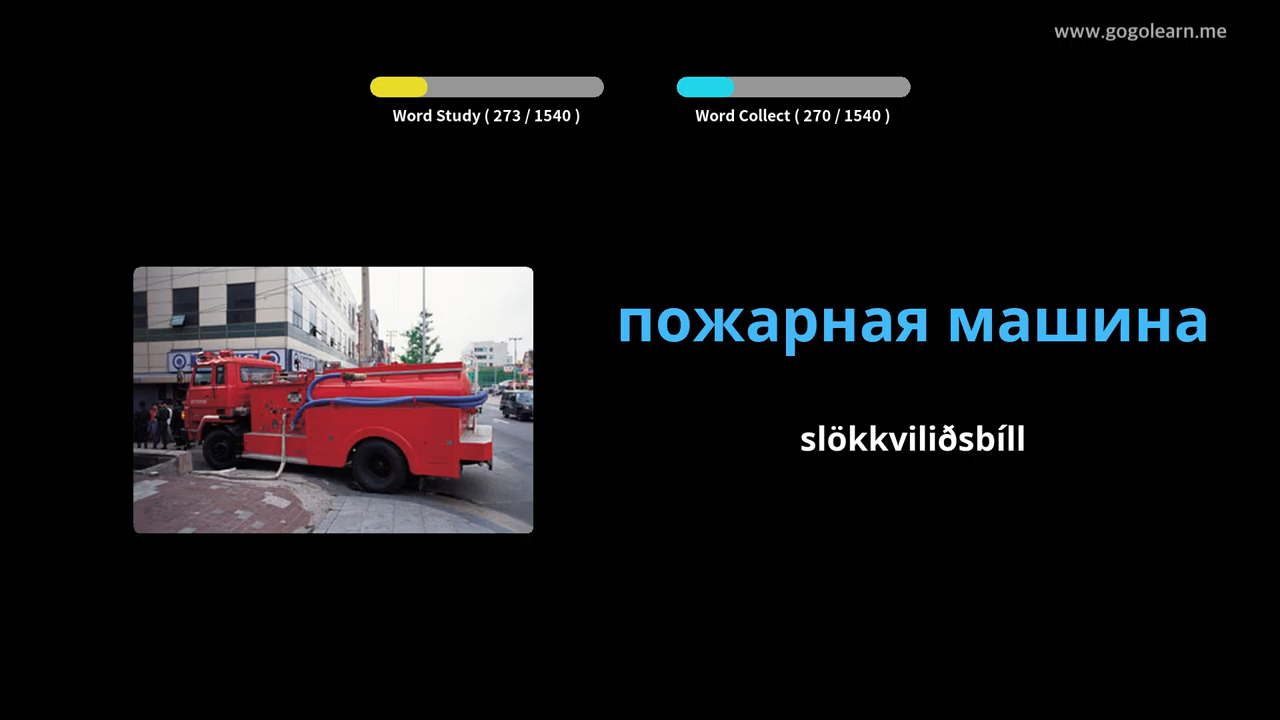 www.gogolearn.me
Word Study ( 273 / 1540 )
Word Collect ( 270 / 1540 )
пожарная машина
slökkviliðsbíll